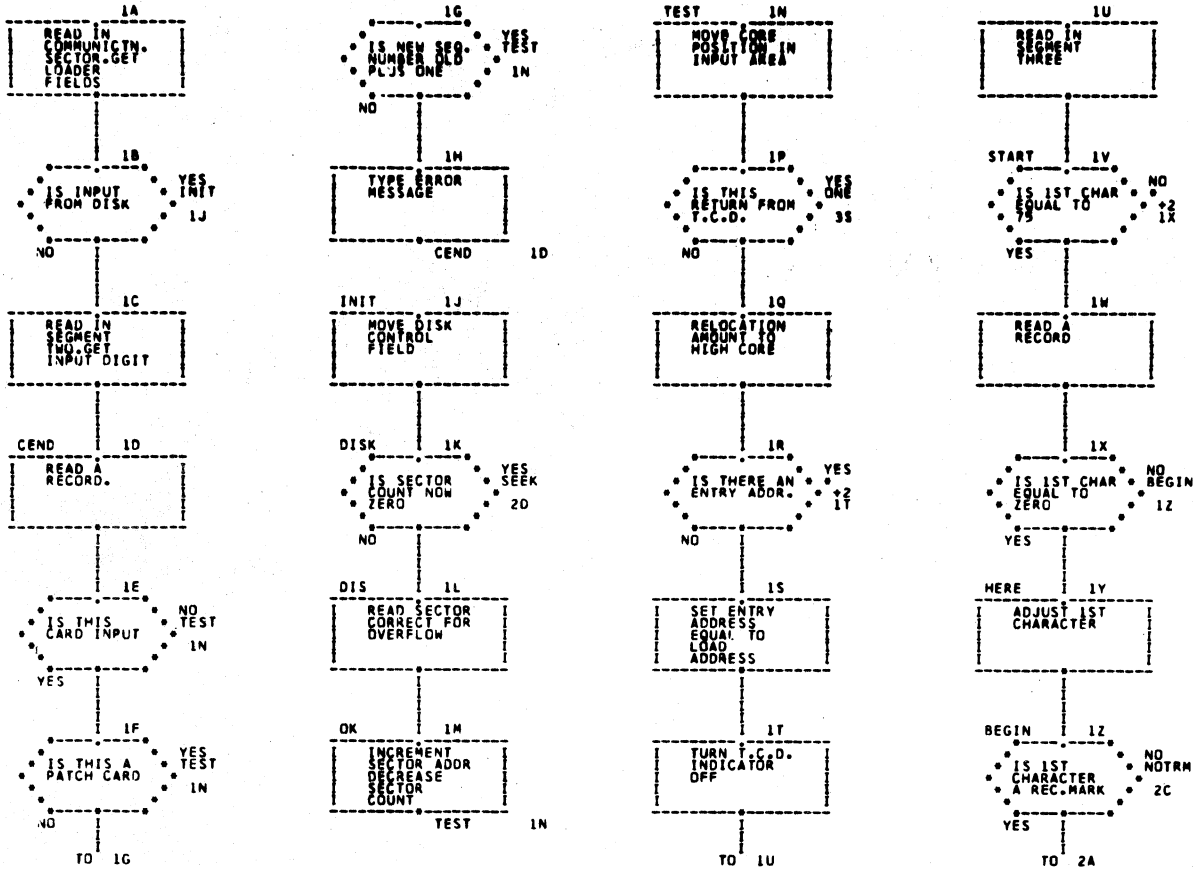 1A
READ IN
COMMUNICTN.
SECTOR.GET
LOADER
FIELDS
1B
IS INPUT
FROM DISK
YES
INIT
1J
NO
1C
READ IN
SEGMENT
TWO.GET
INPUT DIGIT
CEND 1D
READ A
RECORD.
1E
IS THIS
CARD INPUT
NO
TEST
1N
YES
1F
IS THIS A
PATCH CARD
YES
TEST
1N
NO
TO 1G
1G
IS NEW SEQ.
NUMBER OLD
PLUS ONE
YES
TEST
1N
NO
1H
TYPE ERROR
MESSAGE
CEND 1D
INIT 1J
MOVE DISK
CONTROL
FIELD
DISK 1K
IS SECTOR
COUNT NOW
ZERO
YES
SEEK
2D
NO
DIS 1L
READ SECTOR
CORRECT FOR
OVERFLOW
OK 1M
INCREMENT
SECTOR ADDR
DECREASE
SECTOR
COUNT
TEST 1N
TEST 1N
MOVE CORE
POSITION IN
INPUT AREA
1P
IS THIS
RETURN FROM
T.C.D.
YES
ONE
3S
NO
1Q
RELOCATION
AMOUNT TO
HIGH CORE
1R
IS THERE AN
ENTRY ADDR.
YES
+2
1T
NO
1S
SET ENTRY
ADDRESS
EQUAL TO
LOAD
ADDRESS
1T
TURN T.C.D.
INDICATOR
OFF
TO 1U
1U
READ IN
SEGMENT
THREE
START 1V
IS 1ST CHAR
EQUAL TO
75
NO
+2
1X
YES
1W
READ A
RECORD
1X
IS 1ST CHAR
EQUAL TO
ZERO
NO
BEGIN
1Z
YES
HERE 1Y
ADJUST 1ST
CHARACTER
BEGIN 1Z
IS 1ST
CHARACTER
A REC.MARK
NO
NOTRM
2C
YES
TO 2A